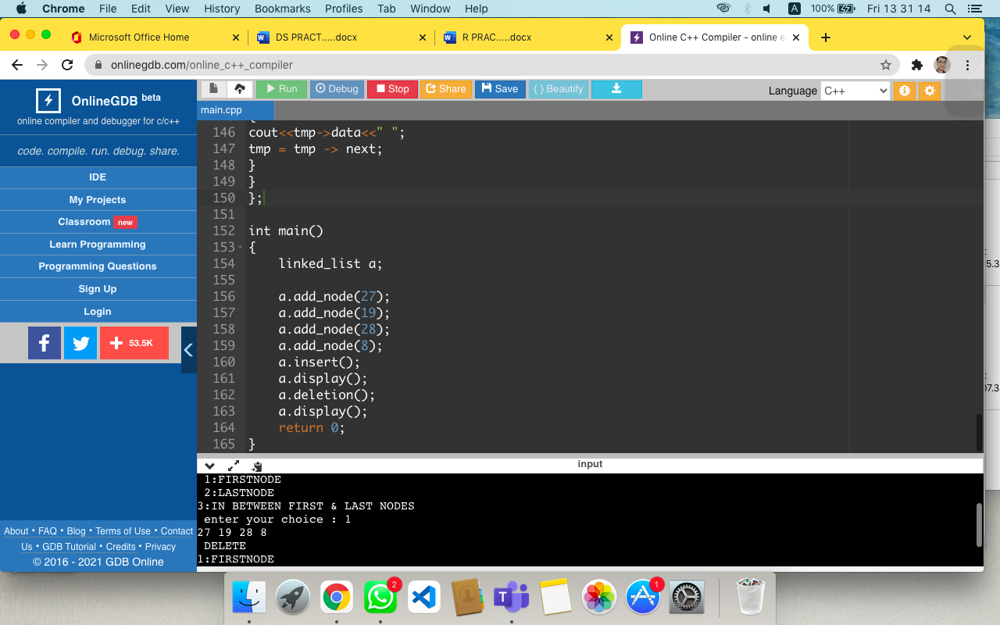 Chrome File Edit View History Bookmarks Profiles Tab Window Help A 100% Fri 13 31 14
Microsoft Office Home DS PRACT.....docx R PRAC.....docx Online C++ Compiler - online e
onlinegdb.com/online_c++_compiler
OnlineGDB beta
online compiler and debugger for c/c++
code. compile. run. debug. share.
IDE
My Projects
Classroom new
Learn Programming
Programming Questions
Sign Up
Login
53.5K
About • FAQ • Blog • Terms of Use • Contact
Us • GDB Tutorial • Credits • Privacy
© 2016 - 2021 GDB Online
Run Debug Stop Share Save { } Beautify Language C++
main.cpp
146 cout<<tmp->data<<" ";
147 tmp = tmp -> next;
148 }
149 }
150 };
151
152 int main()
153 {
154 linked_list a;
155
156 a.add_node(27);
157 a.add_node(19);
158 a.add_node(28);
159 a.add_node(8);
160 a.insert();
161 a.display();
162 a.deletion();
163 a.display();
164 return 0;
165 }
input
1:FIRSTNODE
2:LASTNODE
3:IN BETWEEN FIRST & LAST NODES
enter your choice : 1
27 19 28 8
DELETE
1:FIRSTNODE
5.3
07.3
2
T
1